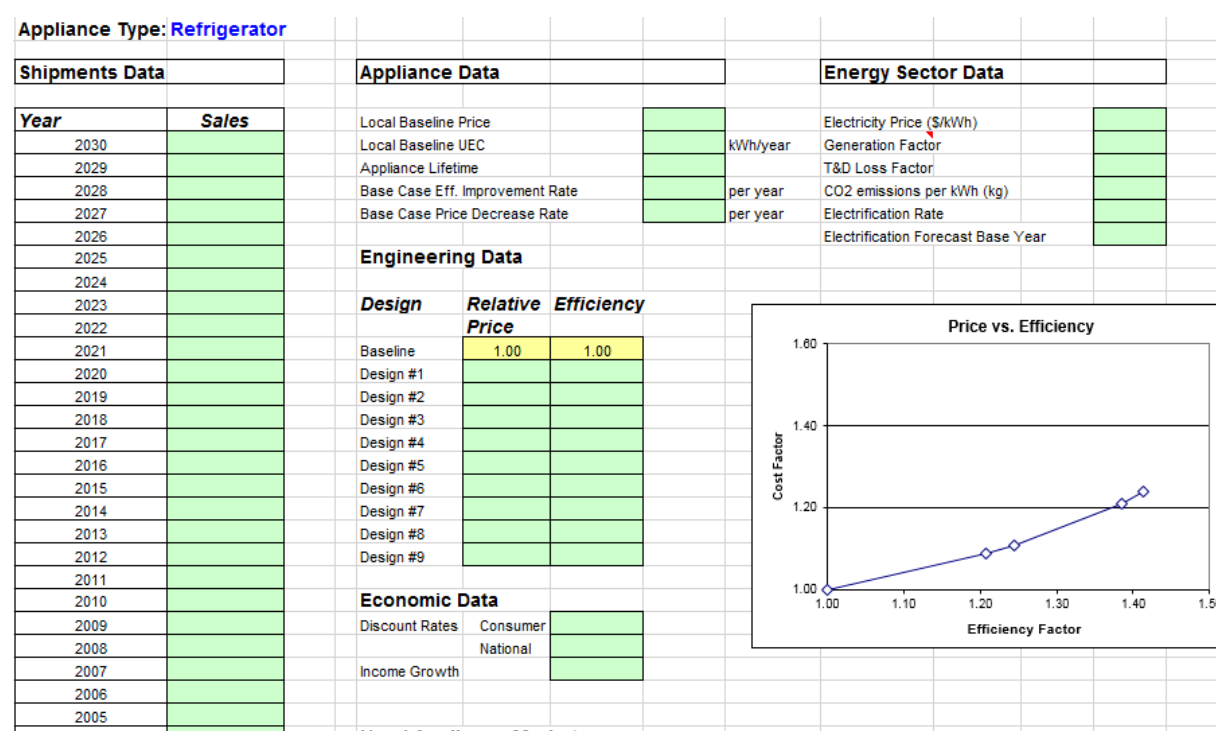 Appliance Type: Refrigerator
Shipments Data
Appliance Data
Energy Sector Data
Year Sales
2030
2029
2028
2027
2026
2025
2024
2023
2022
2021
2020
2019
2018
2017
2016
2015
2014
2013
2012
2011
2010
2009
2008
2007
2006
2005
Local Baseline Price
Local Baseline UEC kWh/year
Appliance Lifetime
Base Case Eff. Improvement Rate per year
Base Case Price Decrease Rate per year
Engineering Data
Design Relative Efficiency
Price
Baseline 1.00 1.00
Design #1
Design #2
Design #3
Design #4
Design #5
Design #6
Design #7
Design #8
Design #9
Economic Data
Discount Rates Consumer
National
Income Growth
Electricity Price ($/kWh)
Generation Factor
T&D Loss Factor
CO2 emissions per kWh (kg)
Electrification Rate
Electrification Forecast Base Year
Price vs. Efficiency
1.60
1.40
1.20
1.00
Cost Factor
1.00 1.10 1.20 1.30 1.40
Efficiency Factor